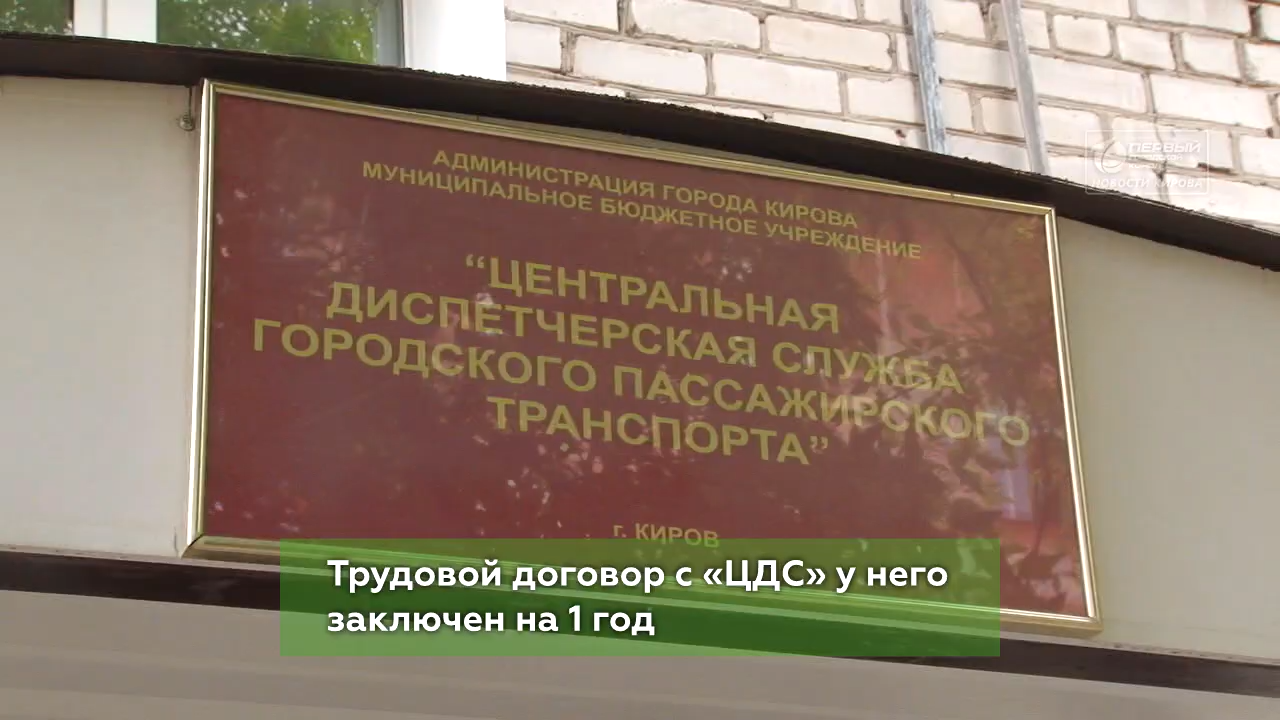 ПЕРВЫЙ
ГОРОДСКОЙ
НОВОСТИ КИРОВА
АДМИНИСТРАЦИЯ ГОРОДА КИРОВА
МУНИЦИПАЛЬНОЕ БЮДЖЕТНОЕ УЧРЕЖДЕНИЕ
“ЦЕНТРАЛЬНАЯ
ДИСПЕТЧЕРСКАЯ СЛУЖБА
ГОРОДСКОГО ПАССАЖИРСКОГО
ТРАНСПОРТА”
г. КИРОВ
Трудовой договор с «ЦДС» у него
заключен на 1 год